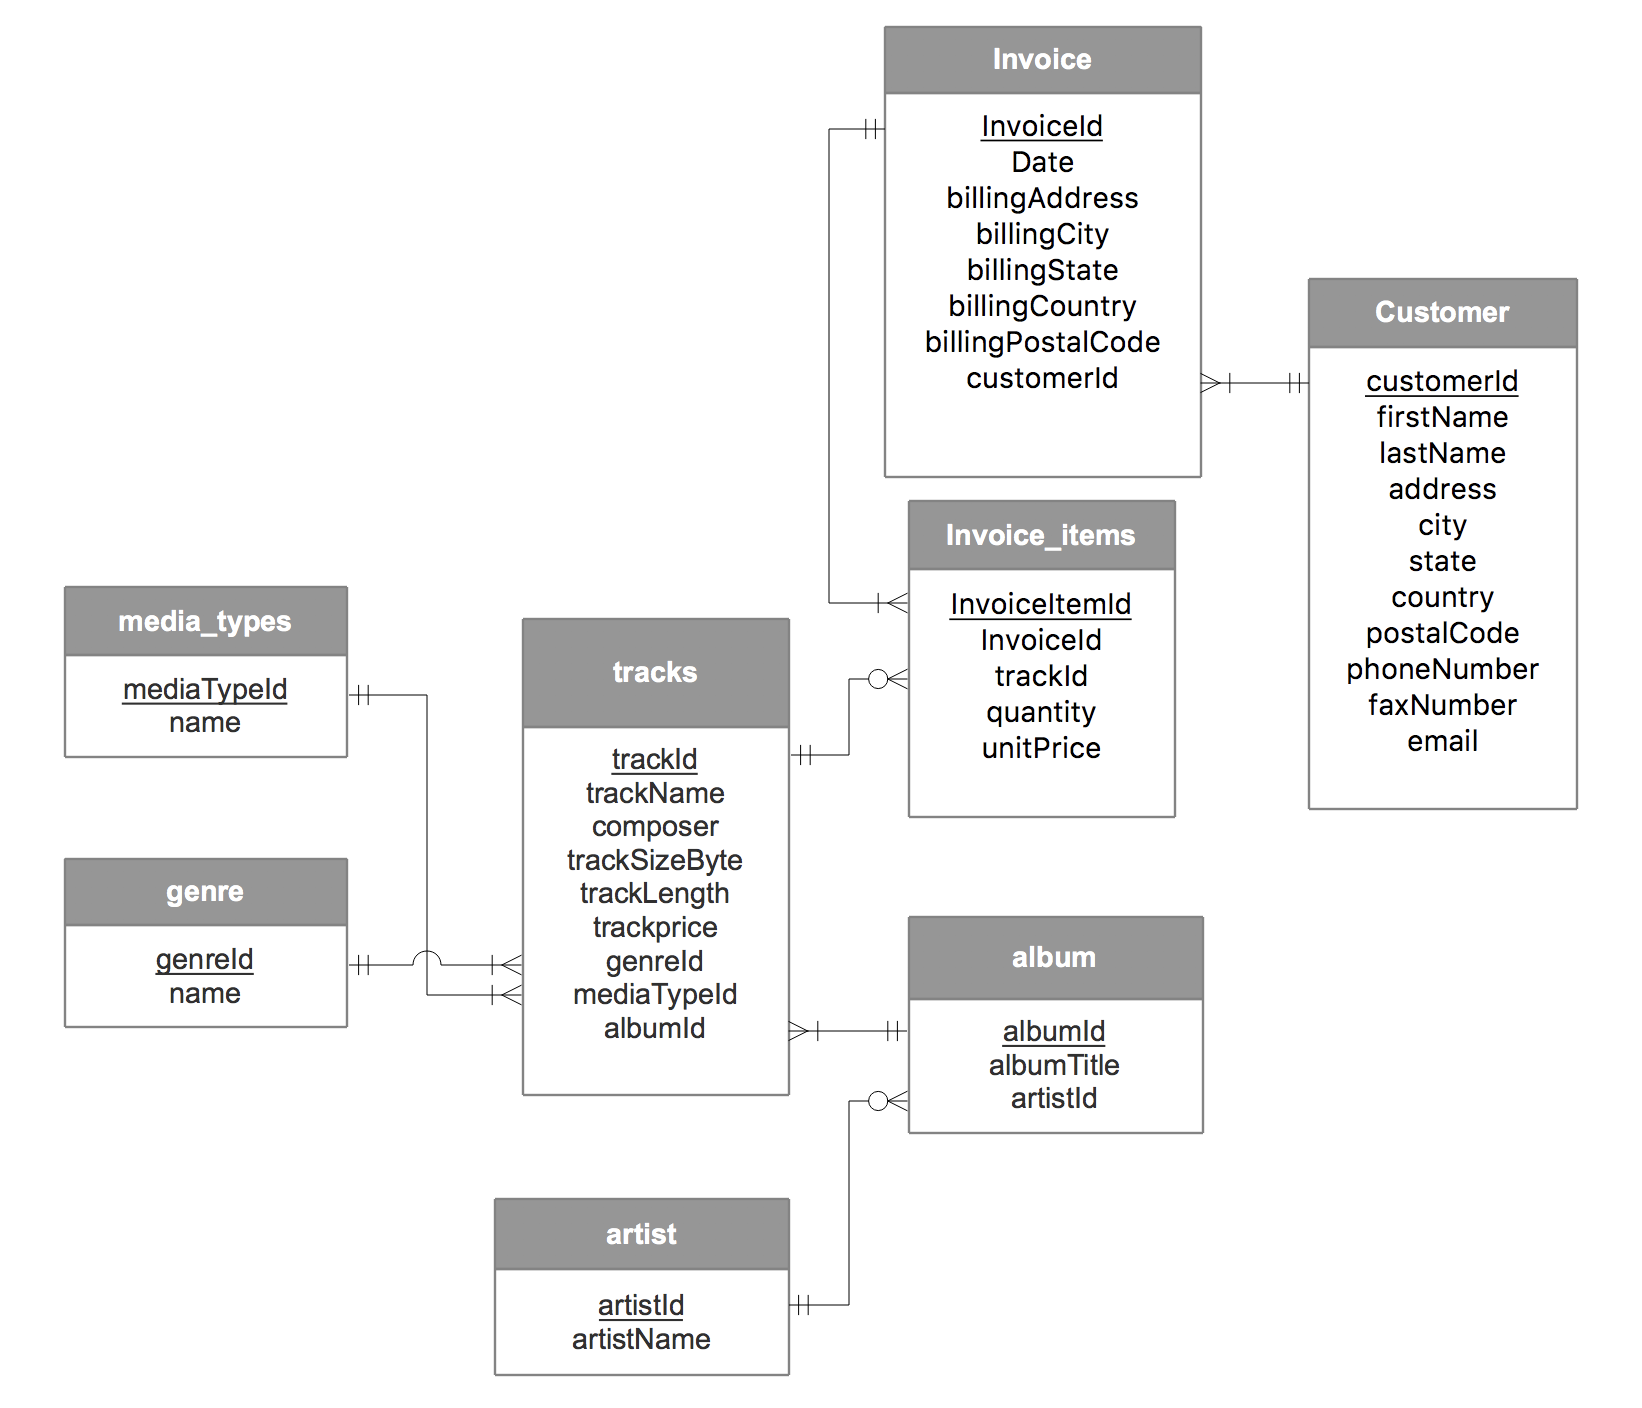 Invoice
InvoiceId
Date
billingAddress
billingCity
billingState
billingCountry
billingPostalCode
customerId
Customer
customerId
firstName
lastName
address
city
state
country
postalCode
phoneNumber
faxNumber
email
Invoice_items
InvoiceItemId
InvoiceId
trackId
quantity
unitPrice
media_types
mediaTypeId
name
tracks
trackId
trackName
composer
trackSizeByte
trackLength
trackprice
genreId
mediaTypeId
albumId
genre
genreId
name
album
albumId
albumTitle
artistId
artist
artistId
artistName